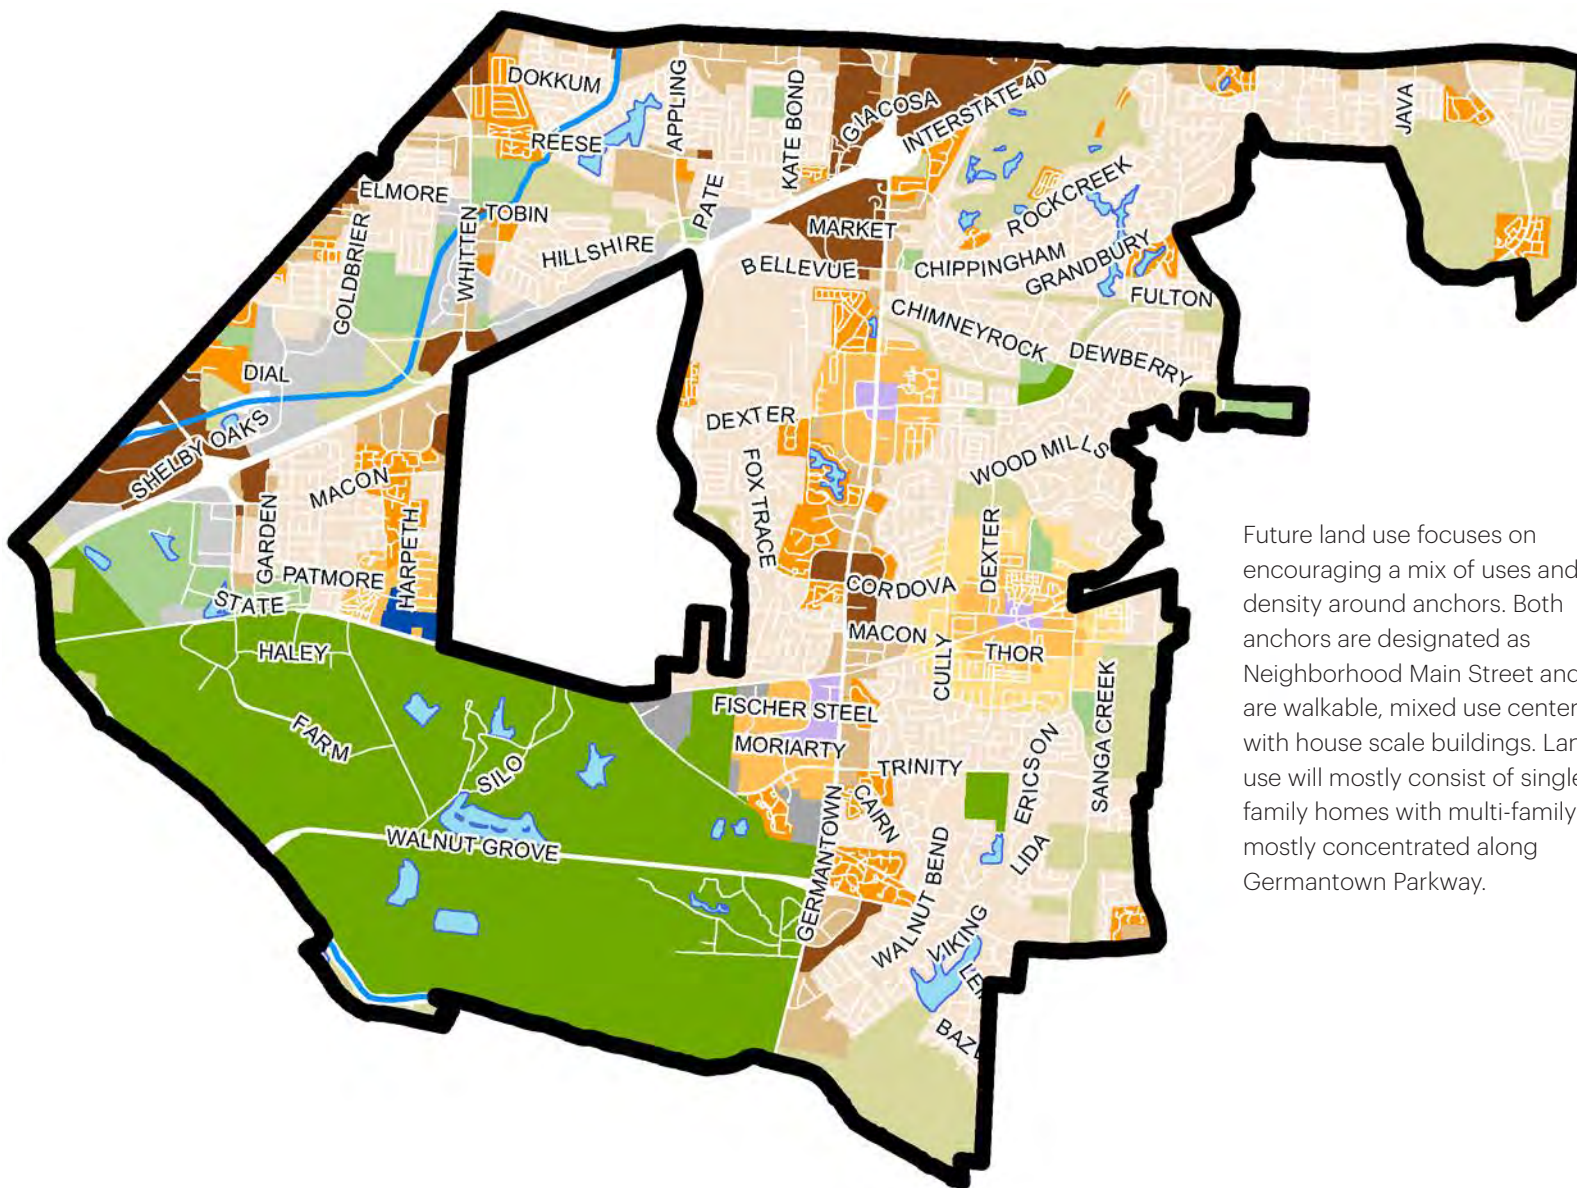 DOKKUM
APPLING
KATE BOND
GIACOSA
INTERSTATE 40
JAVA
REESE
ELMORE
TOBIN
PATE
ROCKCREEK
GOLDBRIER
WHITTEN
HILLSHIRE
MARKET
BELLEVUE
CHIPPINGHAM
GRANDBURY
FULTON
CHIMNEYROCK
DEWBERRY
DIAL
SHELBY OAKS
DEXTER
WOOD MILLS
MACON
FOX TRACE
GARDEN
HARPETH
PATMORE
STATE
CORDOVA
DEXTER
MACON
CULLY
THOR
HALEY
FARM
SILO
FISCHER STEEL
MORIARTY
TRINITY
ERICSON
SANGA CREEK
CAIRN
GERMANTOWN
WALNUT GROVE
WALNUT BEND
LIDA
VIKING
Future land use focuses on
encouraging a mix of uses and
density around anchors. Both
anchors are designated as
Neighborhood Main Street and
are walkable, mixed use center
with house scale buildings. Lan
use will mostly consist of single
family homes with multi-family
mostly concentrated along
Germantown Parkway.